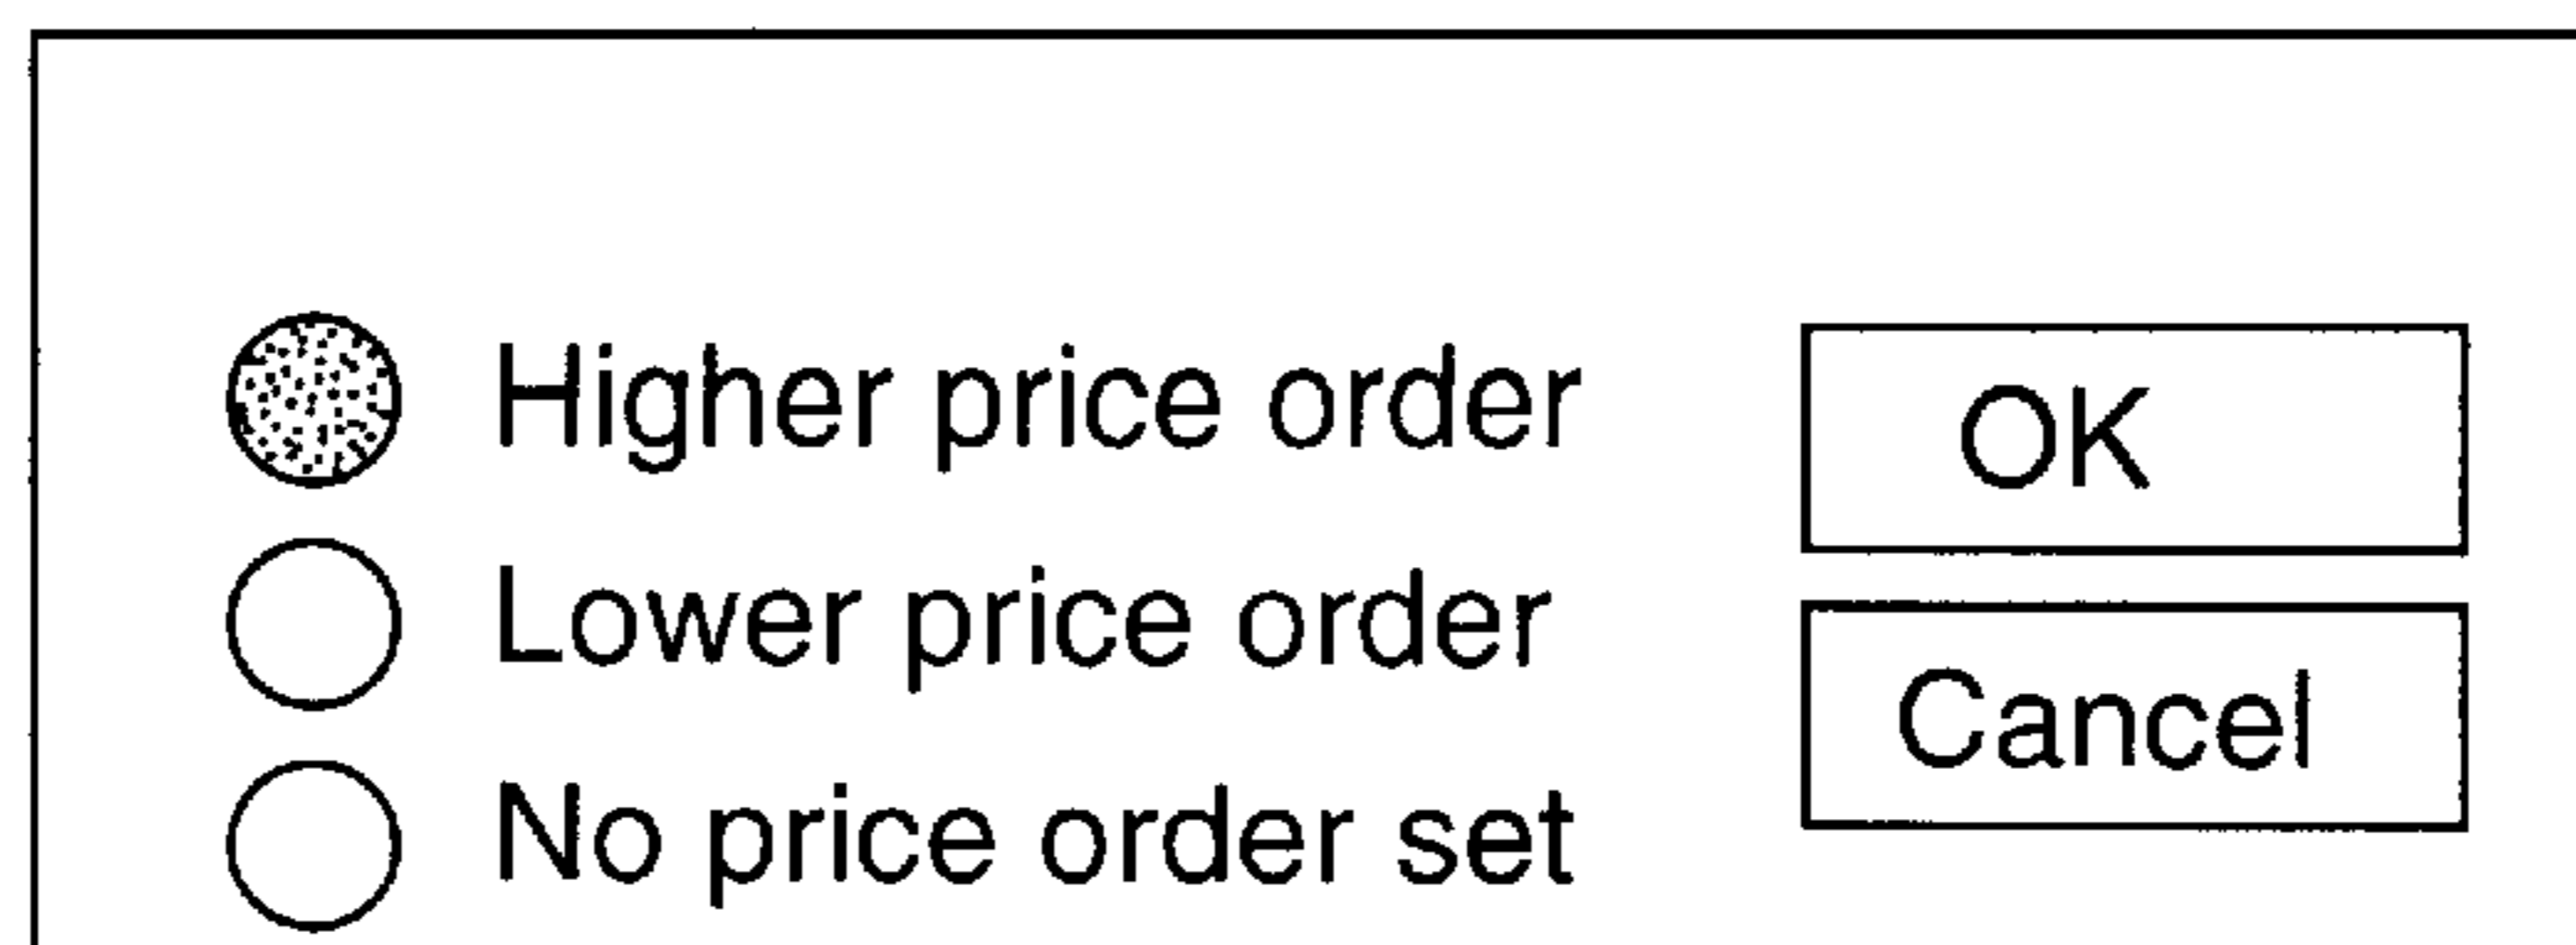 Higher price order
OK
Lower price order
Cancel
No price order set